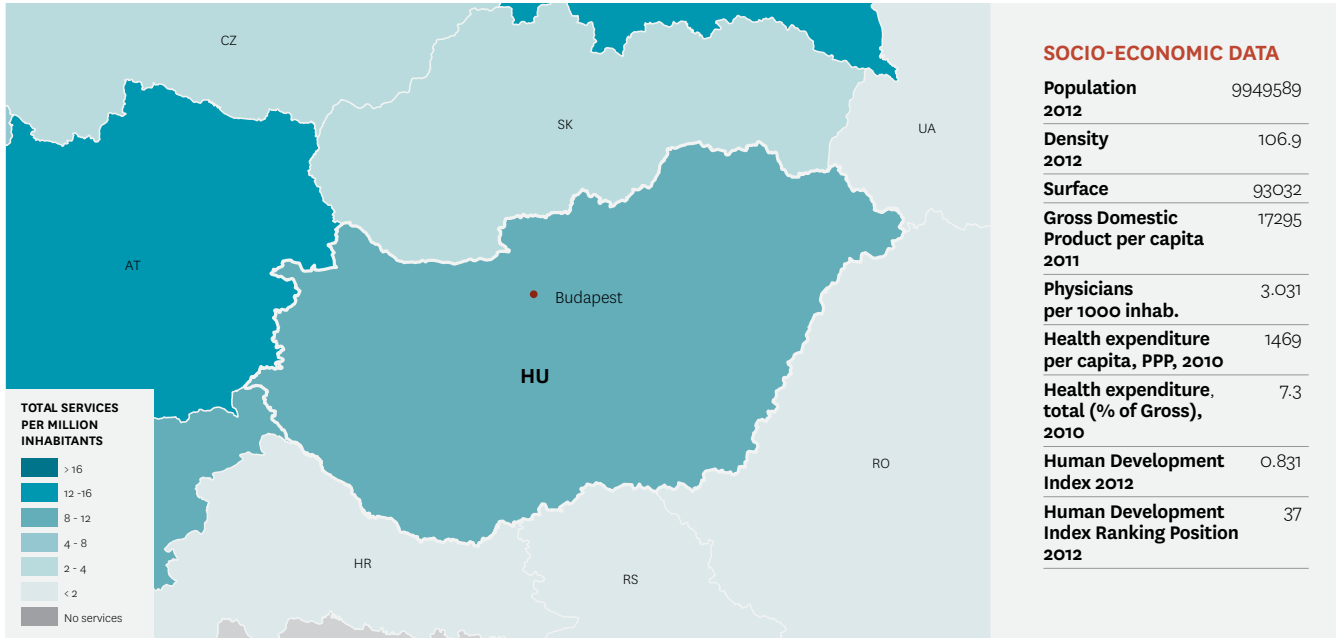 CZ
SK
UA
AT
Budapest
HU
RO
HR
RS
TOTAL SERVICES
PER MILLION
INHABITANTS
> 16
12 -16
8 - 12
4 - 8
2 - 4
< 2
No services
SOCIO-ECONOMIC DATA
Population 9949589
2012
Density 106.9
2012
Surface 93032
Gross Domestic 17295
Product per capita
2011
Physicians 3.031
per 1000 inhab.
Health expenditure 1469
per capita, PPP, 2010
Health expenditure, 7.3
total (% of Gross),
2010
Human Development 0.831
Index 2012
Human Development 37
Index Ranking Position
2012